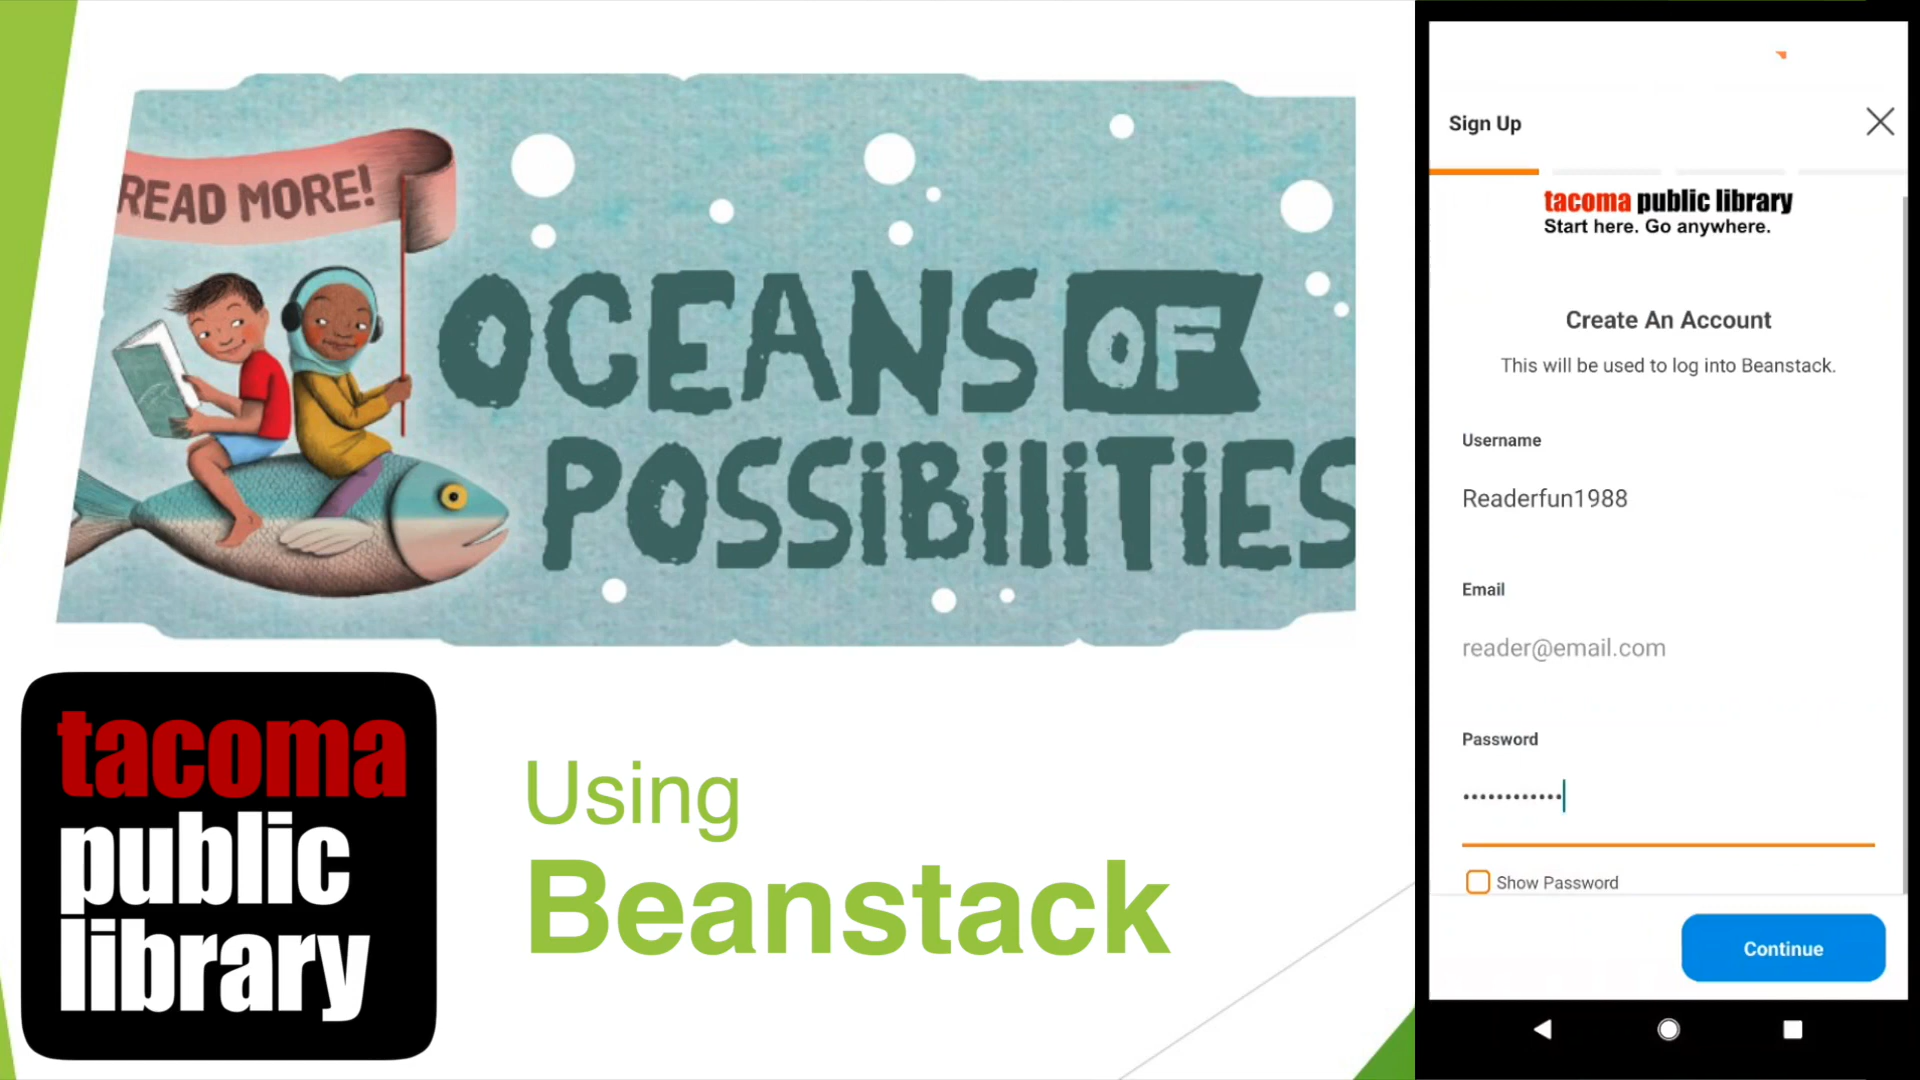 READ MORE!
OCEANS OF
POSSIBILITIES
tacoma
public
library
Using
Beanstack
Sign Up
tacoma public library
Start here. Go anywhere.
Create An Account
This will be used to log into Beanstack.
Username
Readerfun1988
Email
reader@email.com
Password
••••••••••••
Show Password
Continue